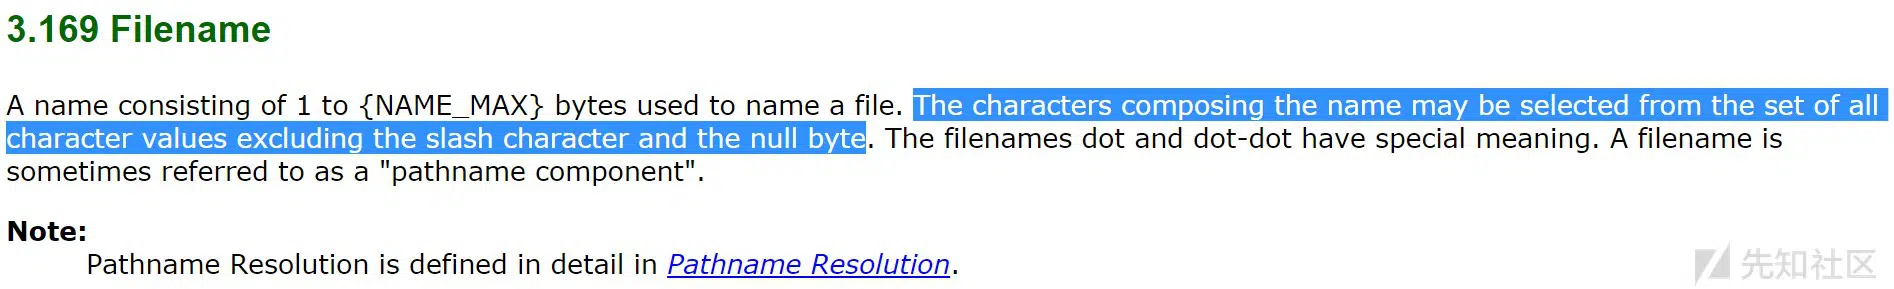 3.169 Filename
A name consisting of 1 to {NAME_MAX} bytes used to name a file. The characters composing the name may be selected from the set of all
character values excluding the slash character and the null byte. The filenames dot and dot-dot have special meaning. A filename is
sometimes referred to as a "pathname component".
Note:
Pathname Resolution is defined in detail in Pathname Resolution.
先知社区